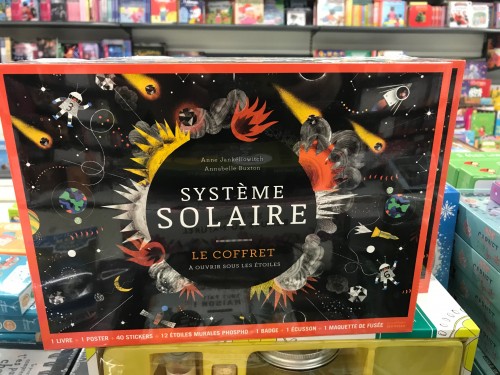 Anne Jankéliowitch
Annabelle Buxton
SYSTÈME
SOLAIRE
LE COFFRET
À OUVRIR SOUS LES ÉTOILES
1 LIVRE - 1 POSTER - 40 STICKERS - 12 ÉTOILES MURALES PHOSPHO - 1 BADGE - 1 ÉCUSSON - 1 MAQUETTE DE FUSÉE